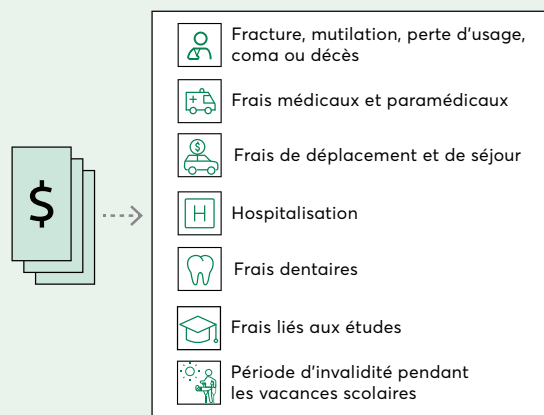 Fracture, mutilation, perte d'usage,
coma ou décès
Frais médicaux et paramédicaux
$
Frais de déplacement et de séjour
$
H
Hospitalisation
Frais dentaires
Frais liés aux études
Période d'invalidité pendant
les vacances scolaires